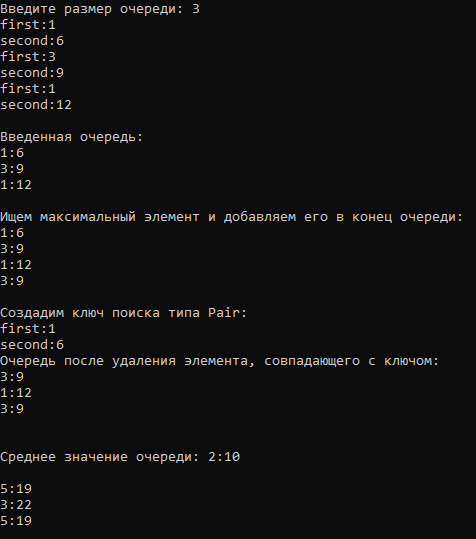 Введите размер очереди: 3
first:1
second:6
first:3
second:9
first:1
second:12
Введенная очередь:
1:6
3:9
1:12
Ищем максимальный элемент и добавляем его в конец очереди:
1:6
3:9
1:12
3:9
Создадим ключ поиска типа Pair:
first:1
second:6
Очередь после удаления элемента, совпадающего с ключом:
3:9
1:12
3:9
Среднее значение очереди: 2:10
5:19
3:22
5:19